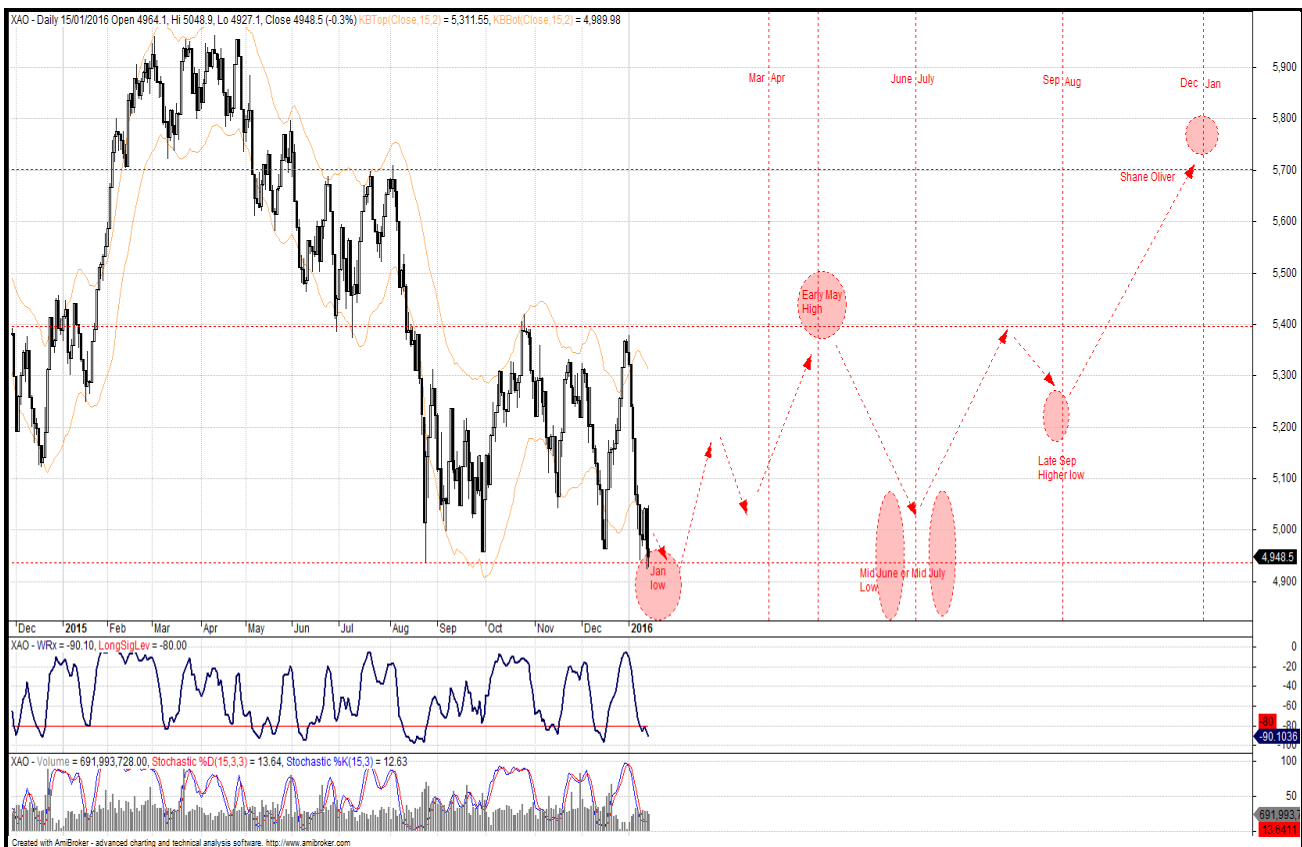 XAO - Daily 15/01/2016 Open 4964.1, Hi 5048.9, Lo 4927.1, Close 4948.5 (-0.3%) KBTop(Close,15,2) = 5,311.55, KBBot(Close,15,2) = 4,989.98
Mar Apr
June July
Sep Aug
Dec Jan
5,900
5,800
5,700
5,600
5,500
5,400
5,300
5,200
5,100
5,000
4,948.5
4,900
Shane Oliver
Early May
High
Late Sep
Higher low
Jan
low
Mid June or Mid July
Low
Dec 2015 Feb Mar Apr May Jun Jul Aug Sep Oct Nov Dec 2016
XAO - WRx = -90.10, LongSigLev = -80.00
0
-20
-40
-60
-80
-80
-90.1036
-100
XAO - Volume = 691,993,728.00, Stochastic %D(15,3,3) = 13.64, Stochastic %K(15,3) = 12.63
100
50
691,993,7
13.6411
Created with AmiBroker - advanced charting and technical analysis software. http://www.amibroker.com